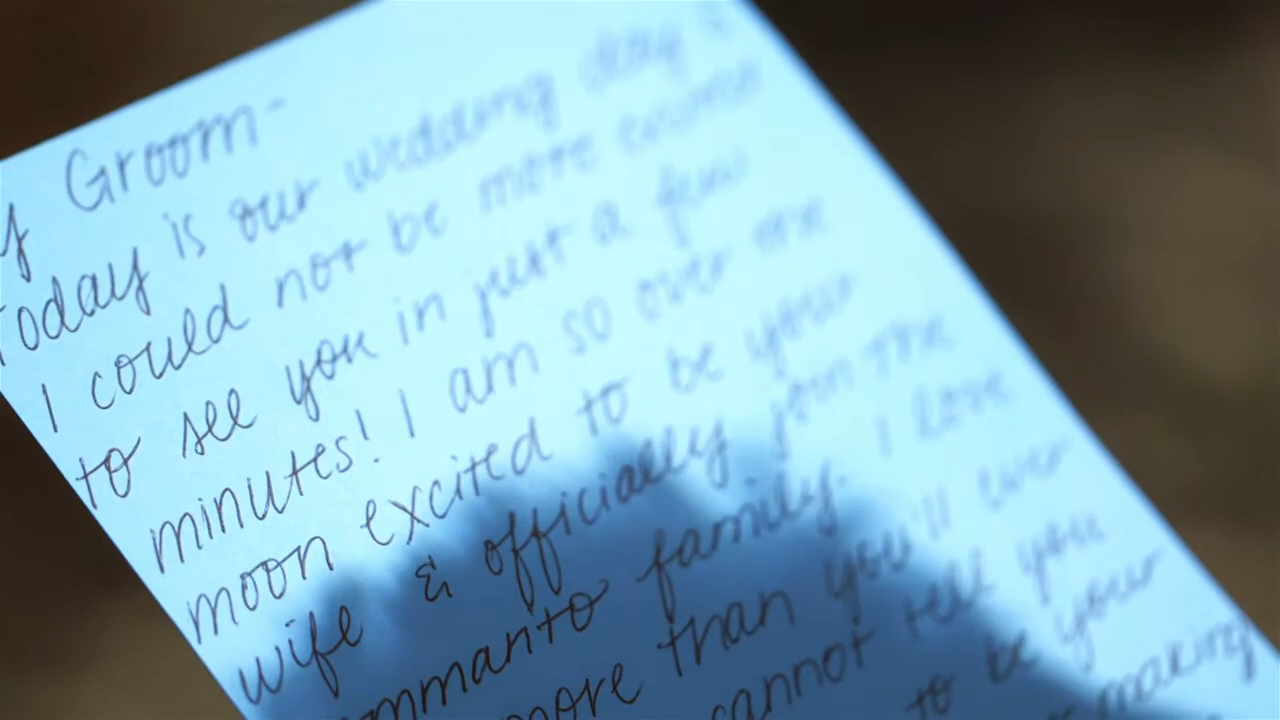 Groom-
Today is our wedding day &
I could not be more excited
to see you in just a few
minutes! I am so over the
moon excited to be your
wife & officially join the
family. I love
more than you'll ever
cannot tell you
to be your
making